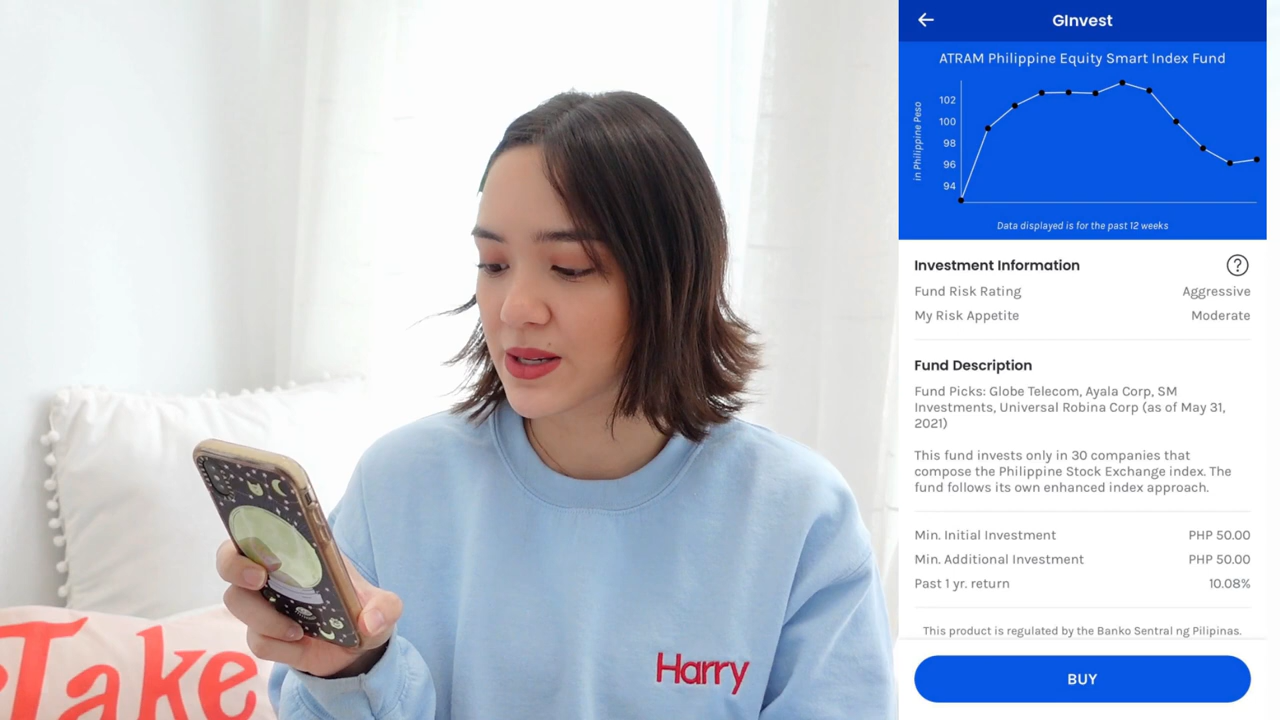 GInvest
ATRAM Philippine Equity Smart Index Fund
in Philippine Peso
102
100
98
96
94
Data displayed is for the past 12 weeks
Investment Information
?
Fund Risk Rating Aggressive
My Risk Appetite Moderate
Fund Description
Fund Picks: Globe Telecom, Ayala Corp, SM
Investments, Universal Robina Corp (as of May 31,
2021)
This fund invests only in 30 companies that
compose the Philippine Stock Exchange index. The
fund follows its own enhanced index approach.
Min. Initial Investment PHP 50.00
Min. Additional Investment PHP 50.00
Past 1 yr. return 10.08%
This product is regulated by the Banko Sentral ng Pilipinas.
BUY
Harry
Take